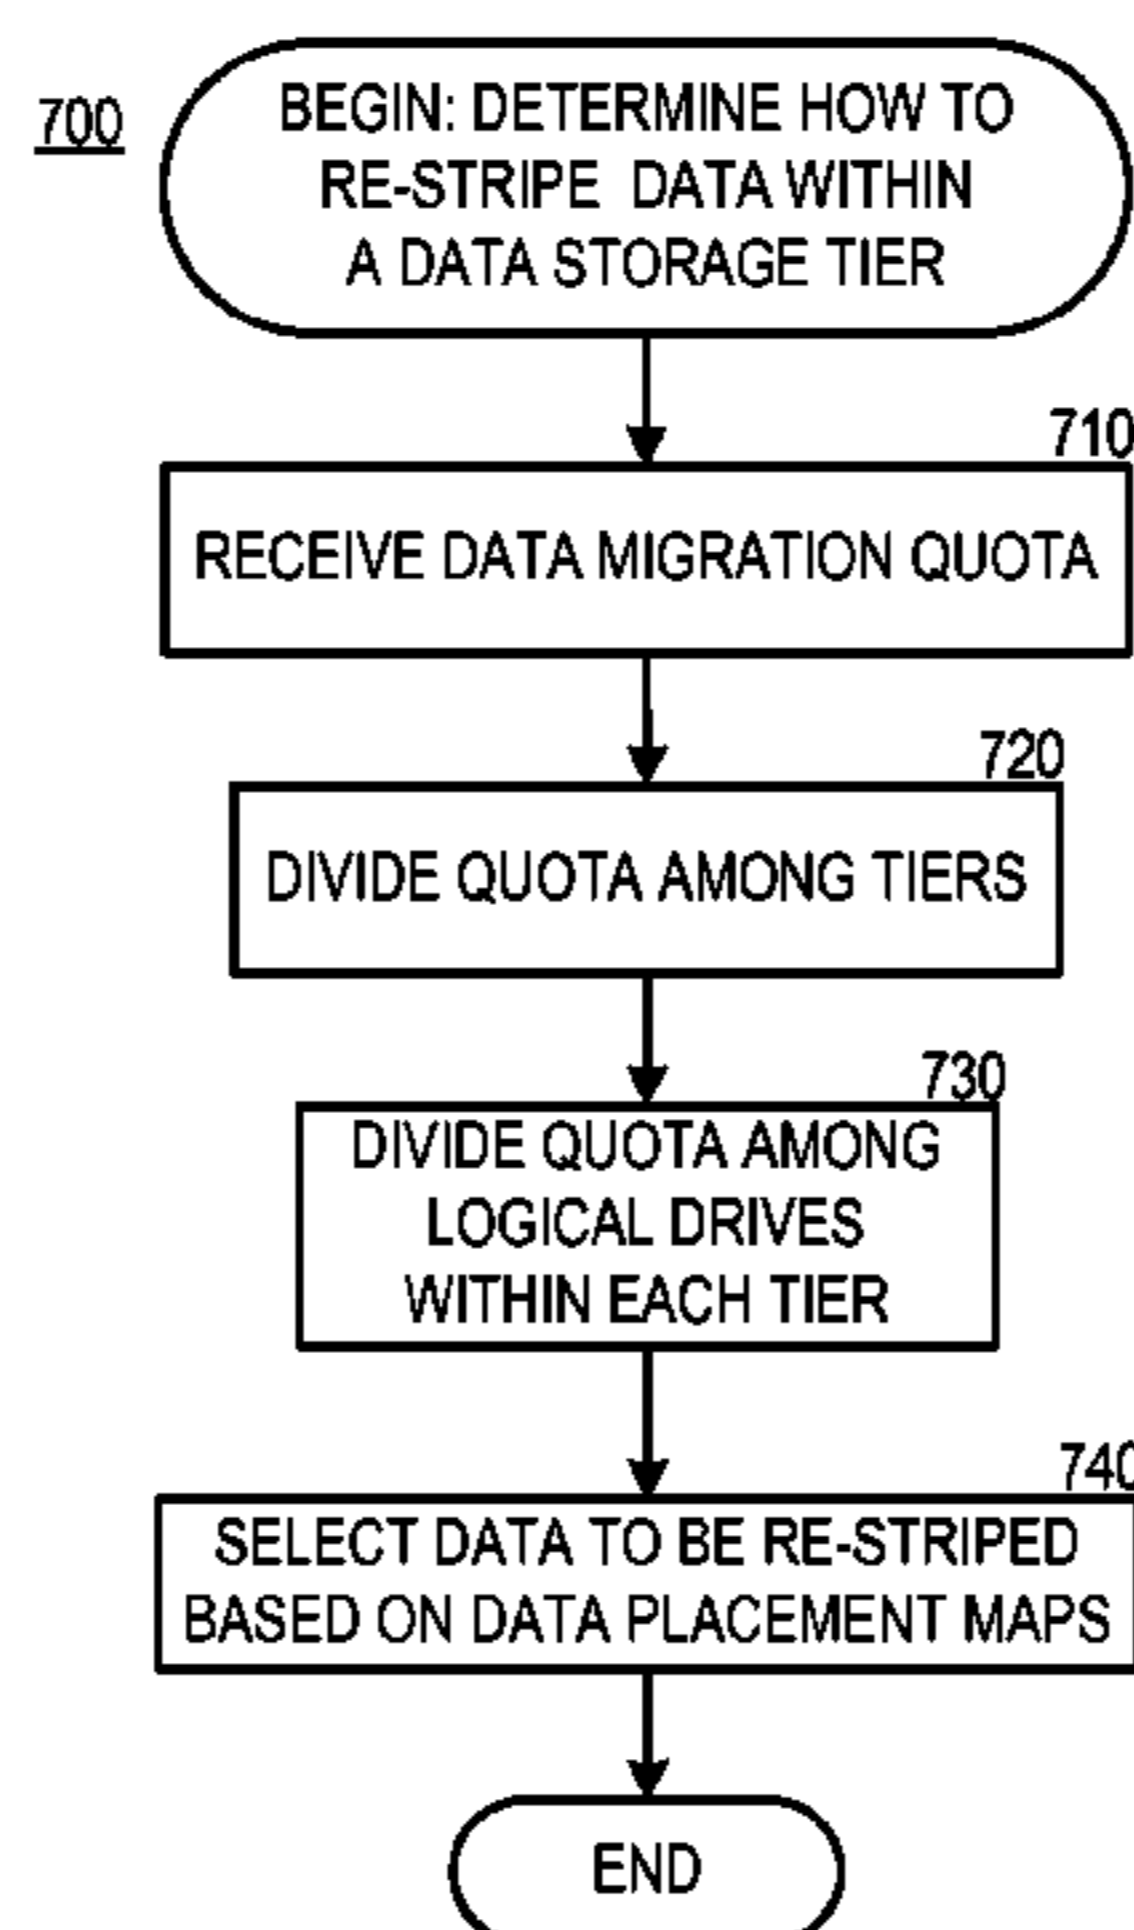 700
BEGIN: DETERMINE HOW TO
RE-STRIPE DATA WITHIN
A DATA STORAGE TIER
710
RECEIVE DATA MIGRATION QUOTA
720
DIVIDE QUOTA AMONG TIERS
730
DIVIDE QUOTA AMONG
LOGICAL DRIVES
WITHIN EACH TIER
740
SELECT DATA TO BE RE-STRIPED
BASED ON DATA PLACEMENT MAPS
END